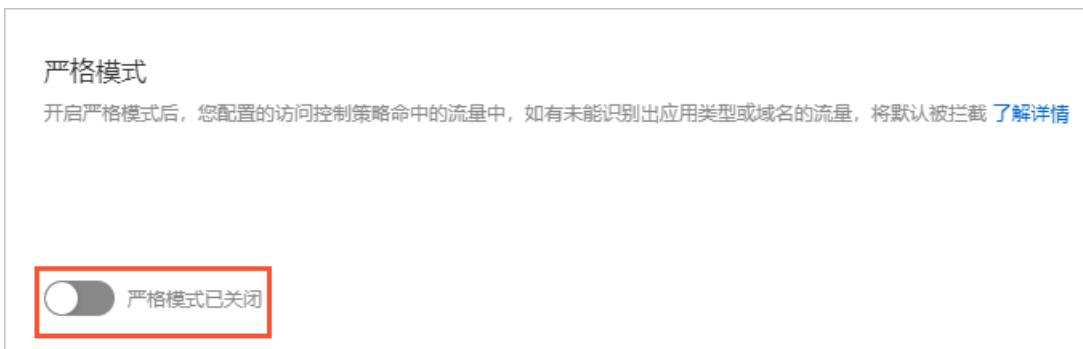 严格模式
开启严格模式后，您配置的访问控制策略命中的流量中，如有未能识别出应用类型或域名的流量，将默认被拦截 了解详情
严格模式已关闭